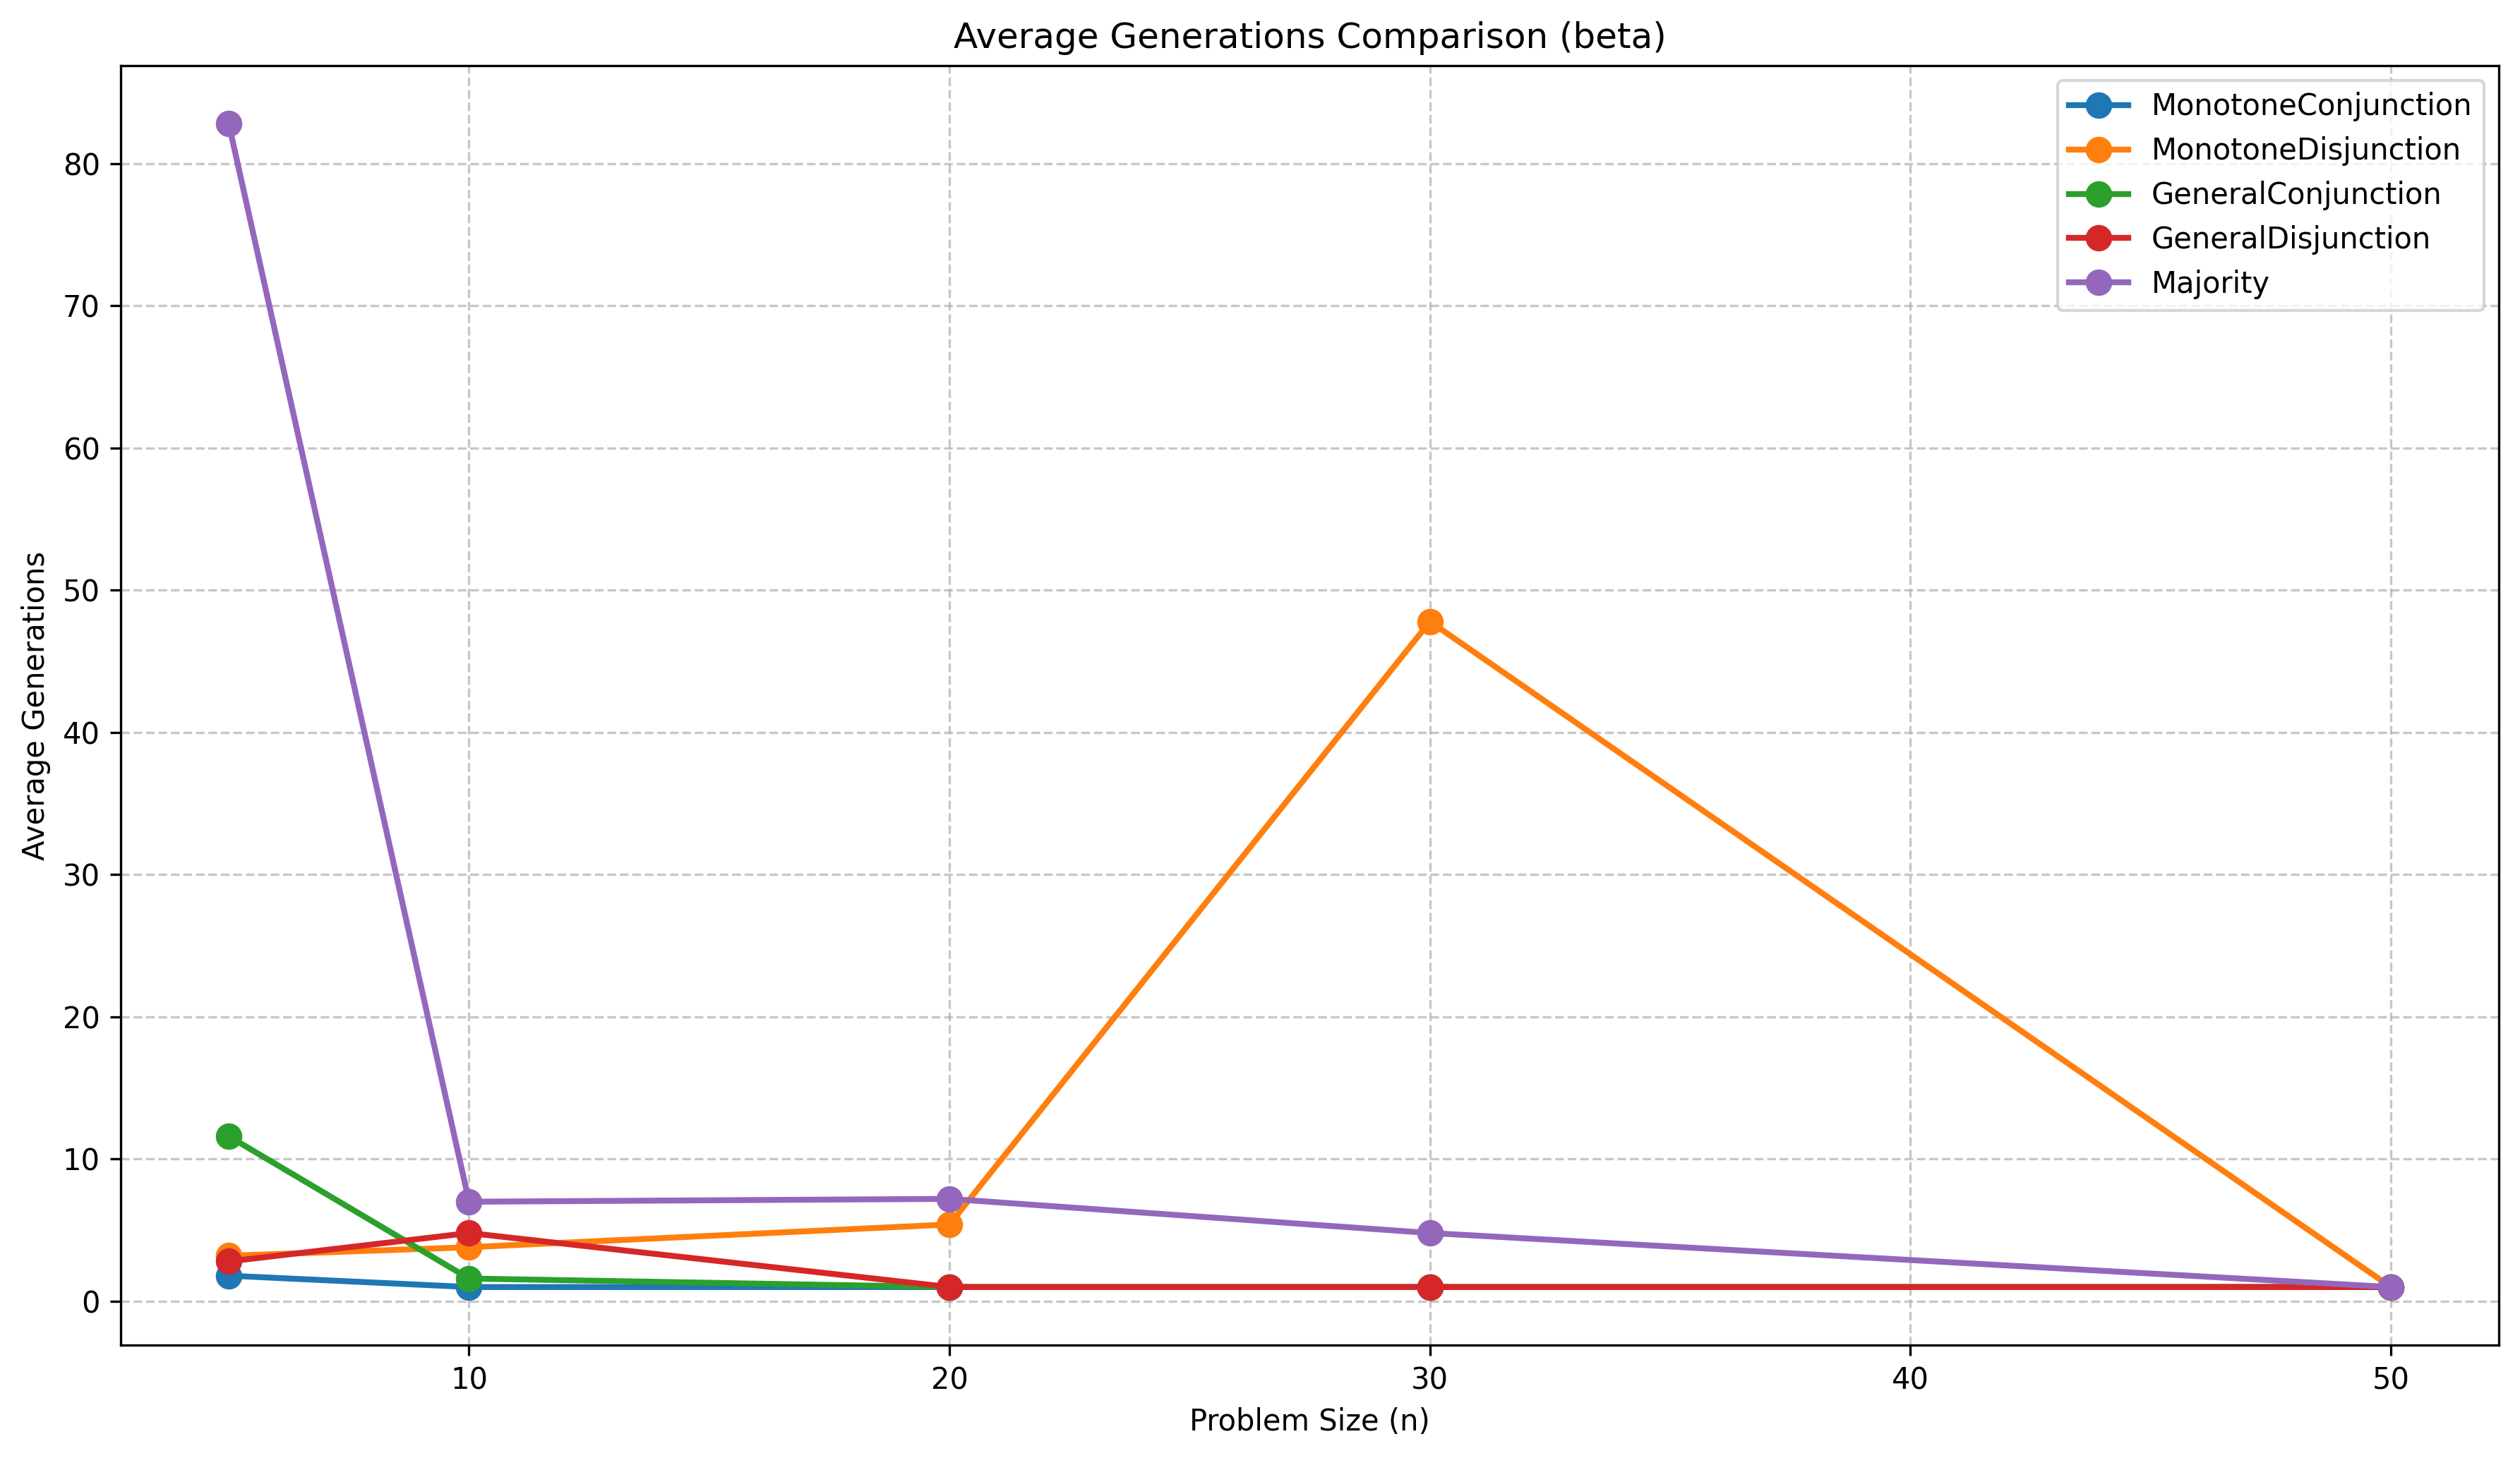 Average Generations Comparison (beta)
MonotoneConjunction
MonotoneDisjunction
GeneralConjunction
GeneralDisjunction
Majority
Average Generations
80
70
60
50
40
30
20
10
0
10 20 30 40 50
Problem Size (n)